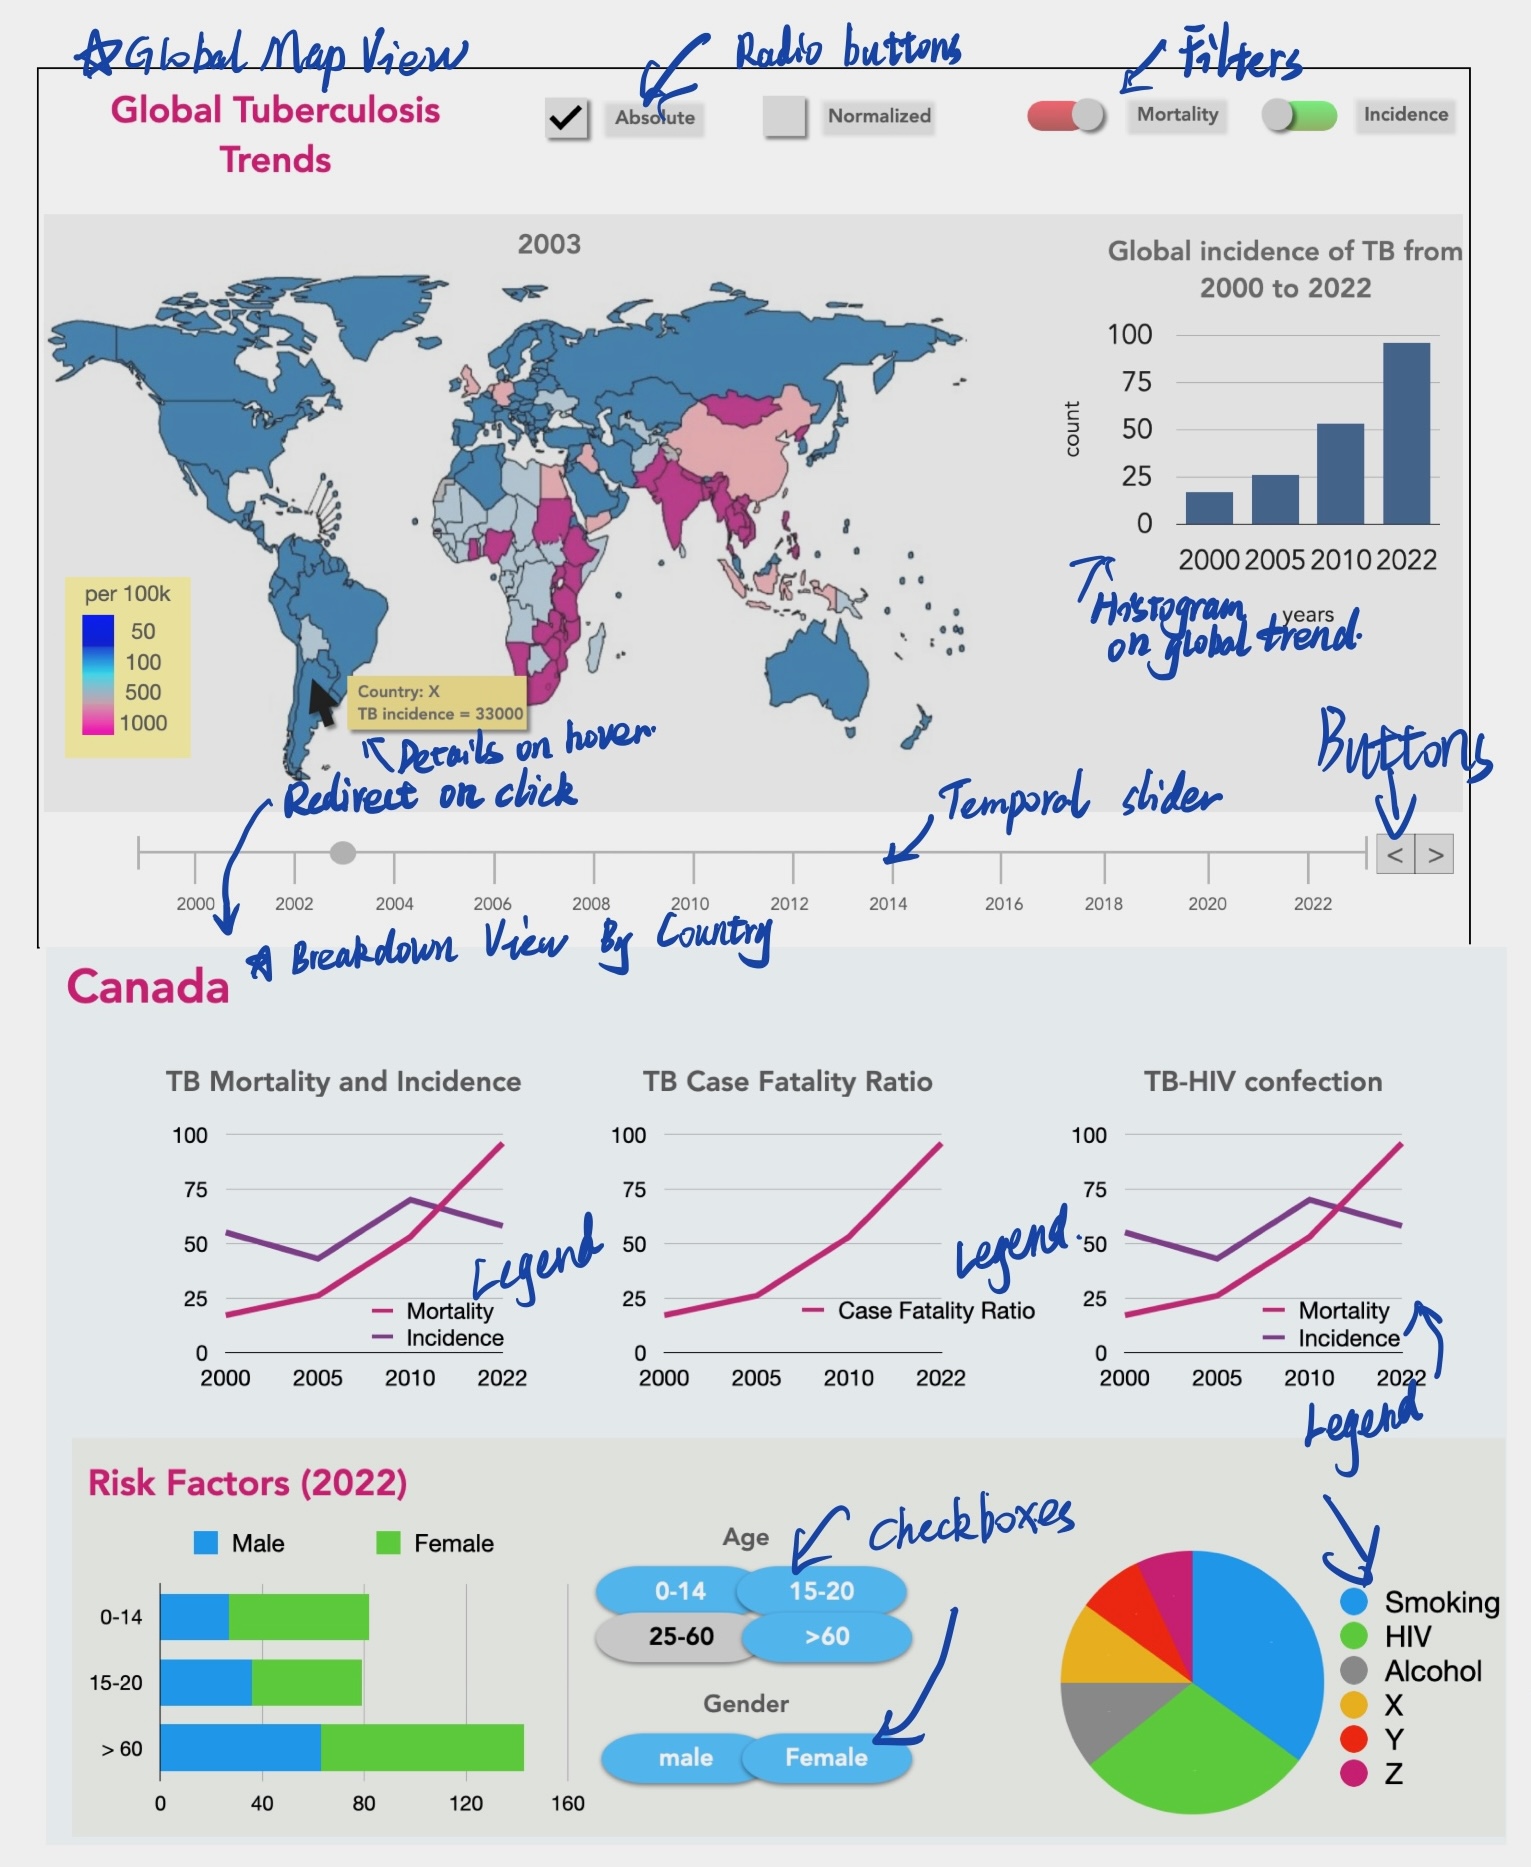 ☆ Global Map View
Radio buttons
Filters
Global Tuberculosis
Trends
Absolute
Normalized
Mortality
Incidence
2003
Global incidence of TB from
2000 to 2022
100
75
50
25
0
count
2000 2005 2010 2022
years
Histogram
on global trend.
per 100k
50
100
500
1000
Country: X
TB incidence = 33000
Details on hover.
Redirect on click
Temporal slider
Buttons
< >
2000 2002 2004 2006 2008 2010 2012 2014 2016 2018 2020 2022
☆ Breakdown View By Country
Canada
TB Mortality and Incidence
100
75
50
25
0
2000 2005 2010 2022
Mortality
Incidence
Legend
TB Case Fatality Ratio
100
75
50
25
0
2000 2005 2010 2022
Case Fatality Ratio
Legend.
TB-HIV confection
100
75
50
25
0
2000 2005 2010 2022
Mortality
Incidence
Legend
Risk Factors (2022)
Male Female
0-14
15-20
> 60
0 40 80 120 160
Checkboxes
Age
0-14 15-20
25-60 >60
Gender
male Female
Smoking
HIV
Alcohol
X
Y
Z